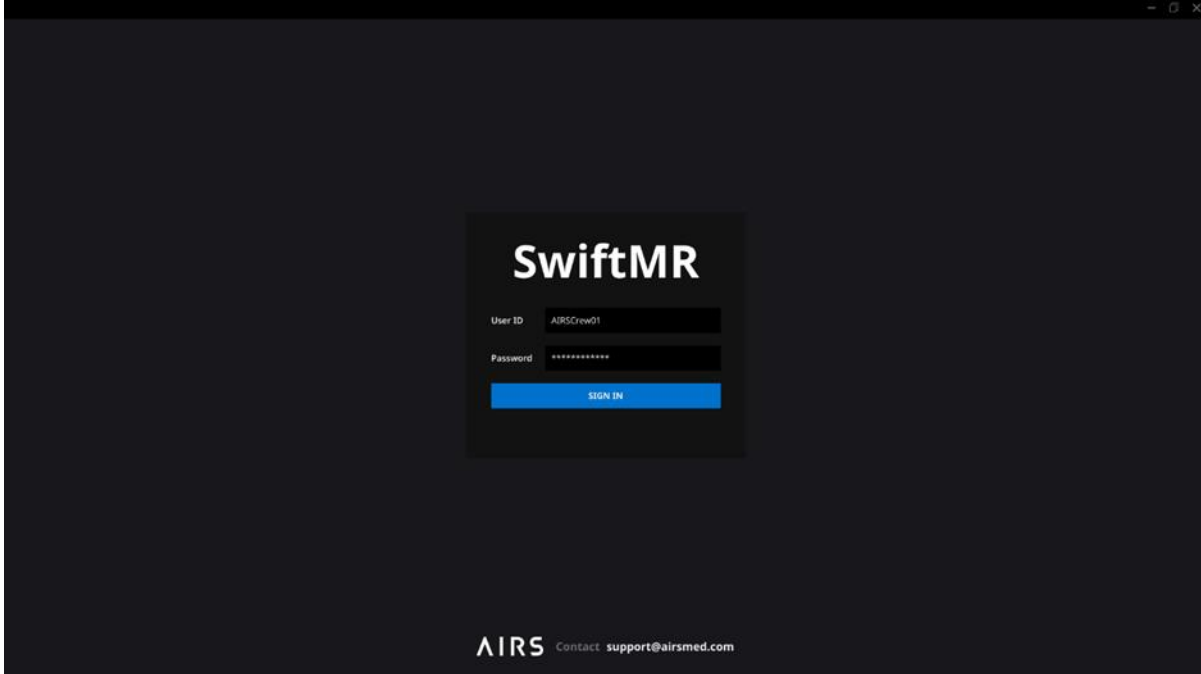 SwiftMR
User ID AIRSCrew01
Password ************
SIGN IN
AIRS Contact support@airsmed.com